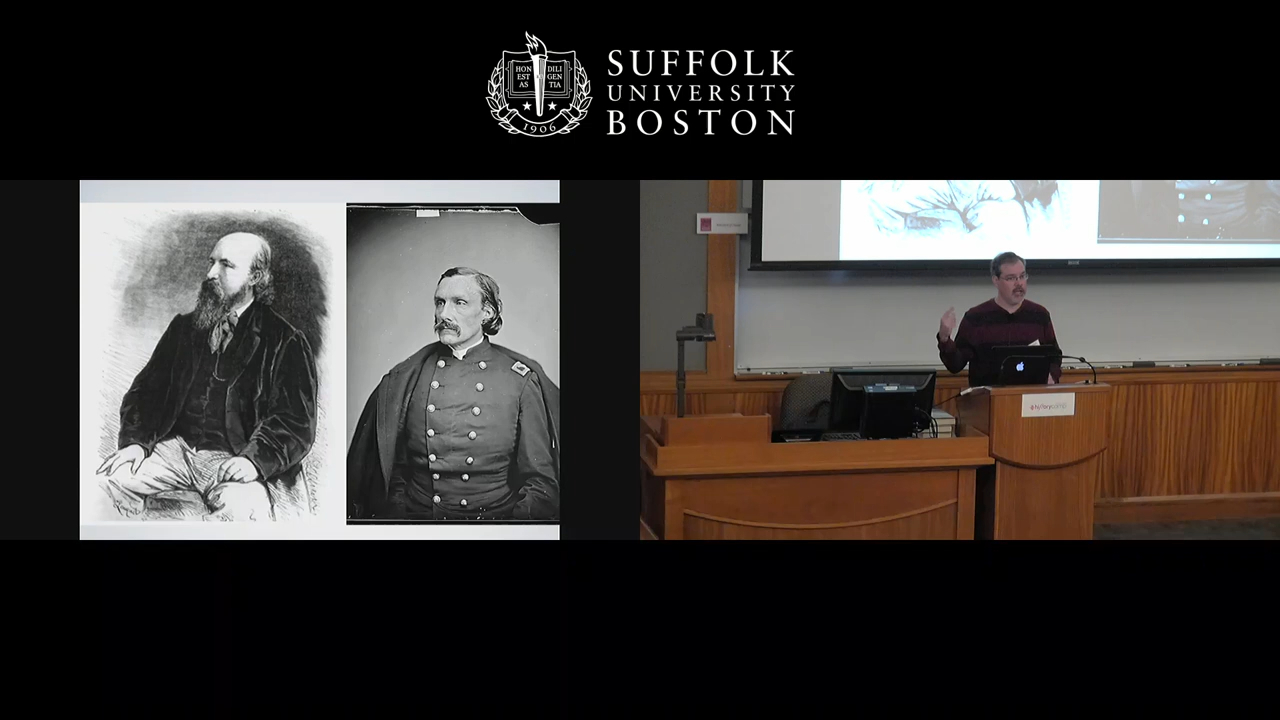 HON
EST
AS
DILI
GEN
TIA
1906
SUFFOLK
UNIVERSITY
BOSTON